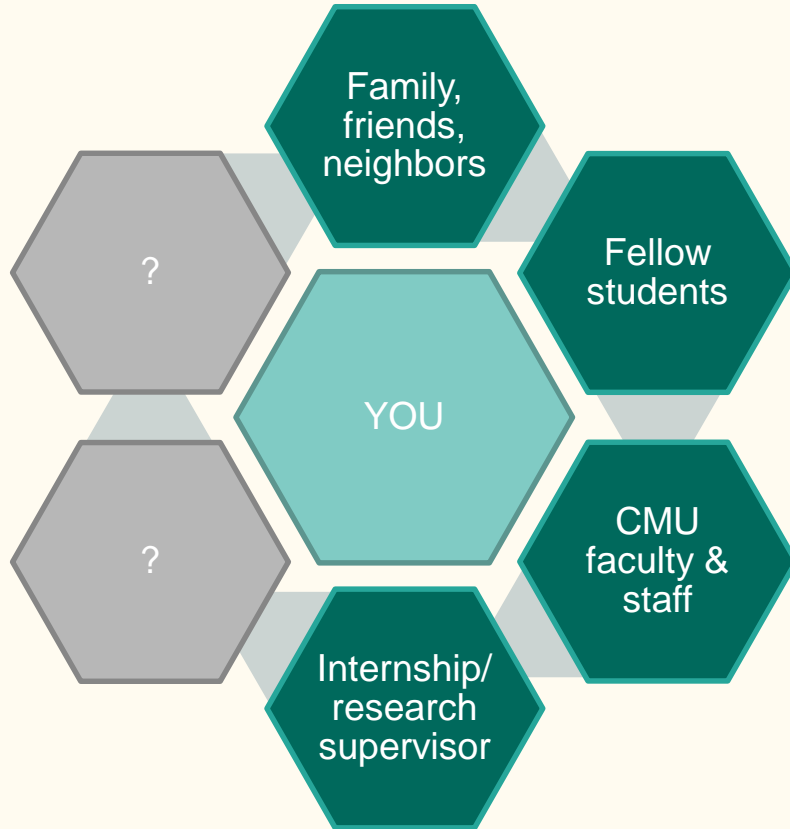 Family,
friends,
neighbors
?
Fellow
students
YOU
?
CMU
faculty &
staff
Internship/
research
supervisor